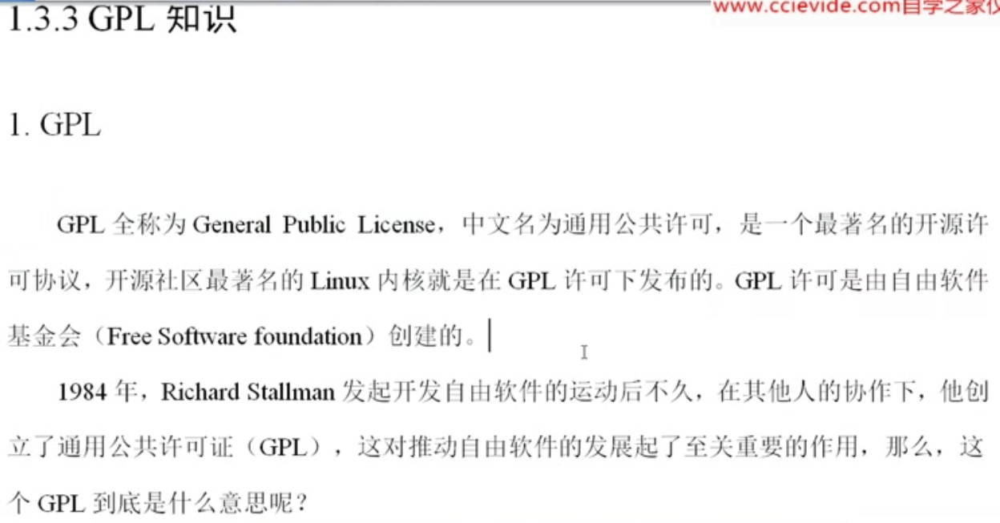 1.3.3 GPL 知识
www.ccievide.com自学之家仅
1. GPL
GPL 全称为 General Public License，中文名为通用公共许可，是一个最著名的开源许
可协议，开源社区最著名的 Linux 内核就是在 GPL 许可下发布的。GPL 许可是由自由软件
基金会（Free Software foundation）创建的。
1984 年，Richard Stallman 发起开发自由软件的运动后不久，在其他人的协作下，他创
立了通用公共许可证（GPL），这对推动自由软件的发展起了至关重要的作用，那么，这
个 GPL 到底是什么意思呢？